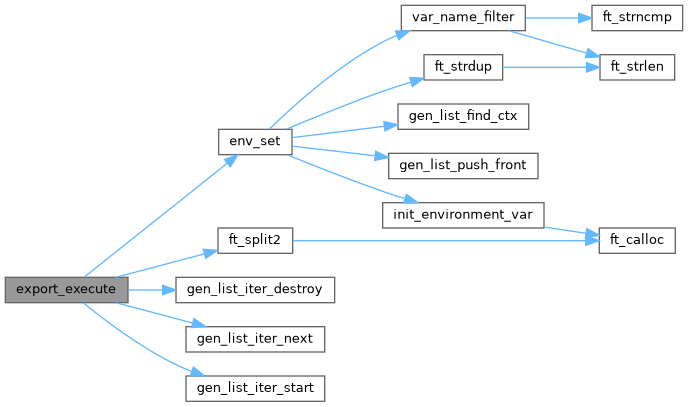 var_name_filter
ft_strncmp
ft_strdup
ft_strlen
gen_list_find_ctx
env_set
gen_list_push_front
init_environment_var
ft_split2
ft_calloc
export_execute
gen_list_iter_destroy
gen_list_iter_next
gen_list_iter_start